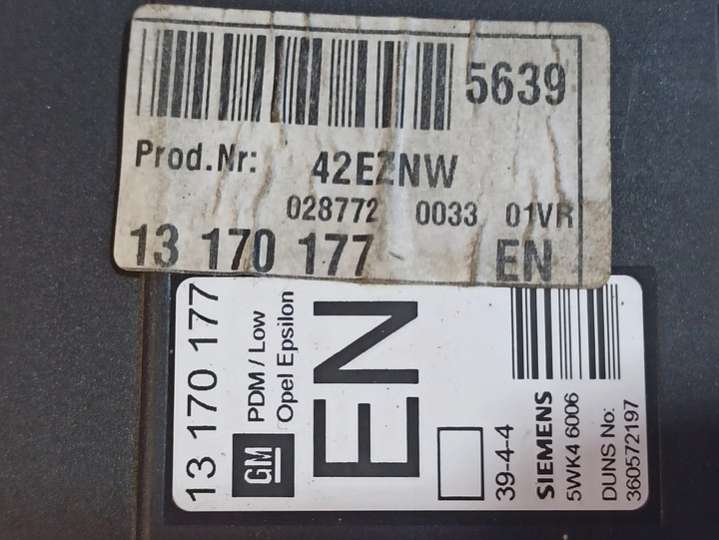 5639
Prod.Nr: 42EZNW
028772 0033 01VR
13 170 177 EN
13 170 177
GM
PDM / Low
Opel Epsilon
EN
39-4-4
SIEMENS
5WK4 6006
DUNS No:
360572197